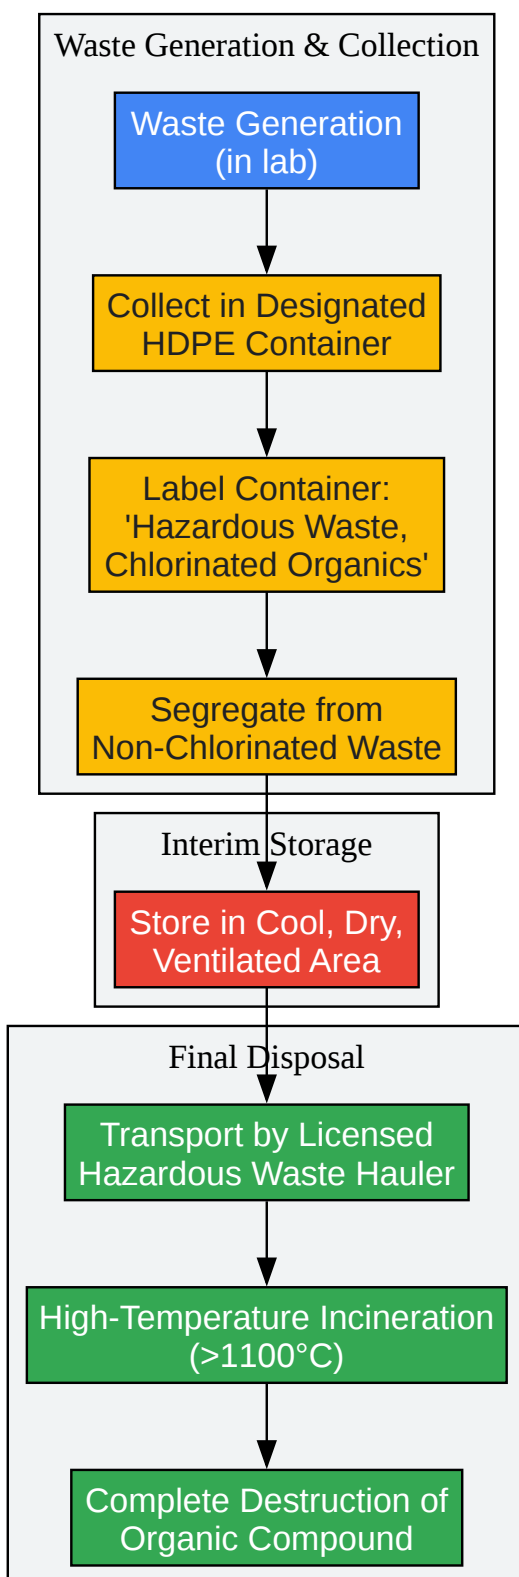 Waste Generation & Collection
Waste Generation
(in lab)
Collect in Designated
HDPE Container
Label Container:
'Hazardous Waste,
Chlorinated Organics'
Segregate from
Non-Chlorinated Waste
Interim Storage
Store in Cool, Dry,
Ventilated Area
Final Disposal
Transport by Licensed
Hazardous Waste Hauler
High-Temperature Incineration
(>1100°C)
Complete Destruction of
Organic Compound